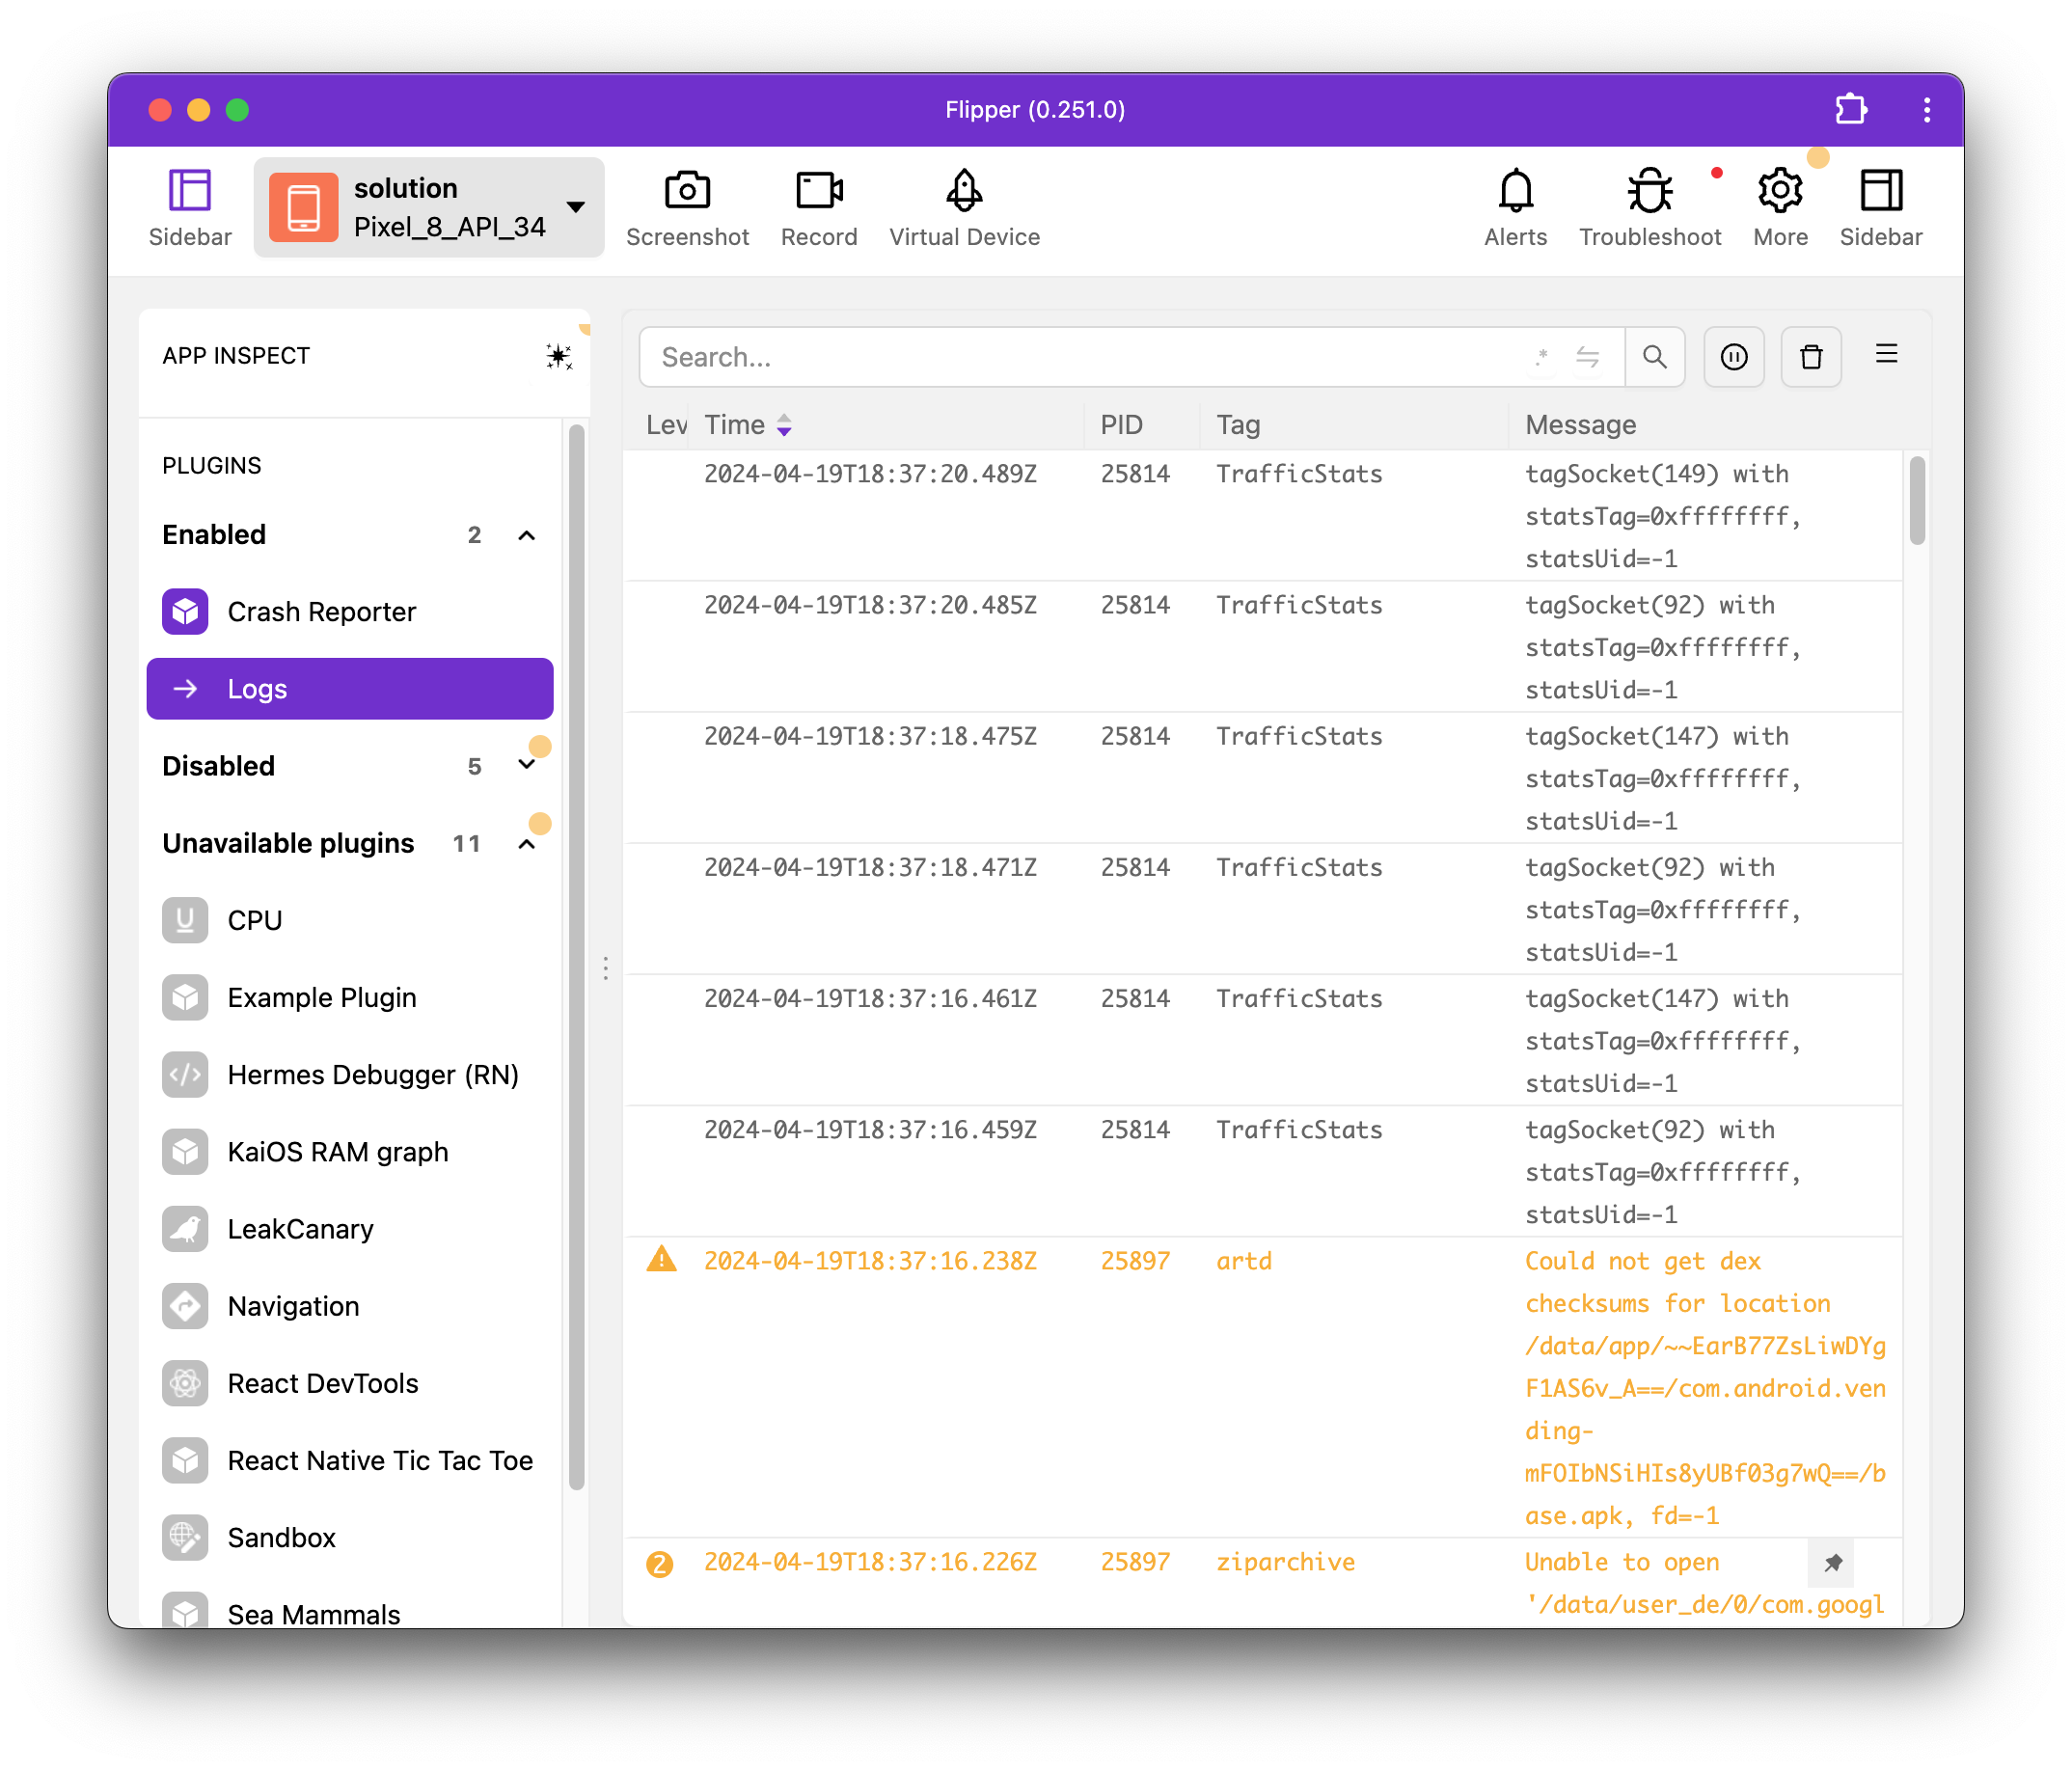 Flipper (0.251.0)
Sidebar
solution
Pixel_8_API_34
Screenshot
Record
Virtual Device
Alerts
Troubleshoot
More
Sidebar
APP INSPECT
PLUGINS
Enabled 2
Crash Reporter
Logs
Disabled 5
Unavailable plugins 11
CPU
Example Plugin
Hermes Debugger (RN)
KaiOS RAM graph
LeakCanary
Navigation
React DevTools
React Native Tic Tac Toe
Sandbox
Sea Mammals
Search...
.*
Lev Time PID Tag Message
2024-04-19T18:37:20.489Z 25814 TrafficStats tagSocket(149) with
statsTag=0xffffffff,
statsUid=-1
2024-04-19T18:37:20.485Z 25814 TrafficStats tagSocket(92) with
statsTag=0xffffffff,
statsUid=-1
2024-04-19T18:37:18.475Z 25814 TrafficStats tagSocket(147) with
statsTag=0xffffffff,
statsUid=-1
2024-04-19T18:37:18.471Z 25814 TrafficStats tagSocket(92) with
statsTag=0xffffffff,
statsUid=-1
2024-04-19T18:37:16.461Z 25814 TrafficStats tagSocket(147) with
statsTag=0xffffffff,
statsUid=-1
2024-04-19T18:37:16.459Z 25814 TrafficStats tagSocket(92) with
statsTag=0xffffffff,
statsUid=-1
2024-04-19T18:37:16.238Z 25897 artd Could not get dex
checksums for location
/data/app/~~EarB77ZsLiwDYg
F1AS6v_A==/com.android.ven
ding-
mFOIbNSiHIs8yUBf03g7wQ==/b
ase.apk, fd=-1
2 2024-04-19T18:37:16.226Z 25897 ziparchive Unable to open
'/data/user_de/0/com.googl